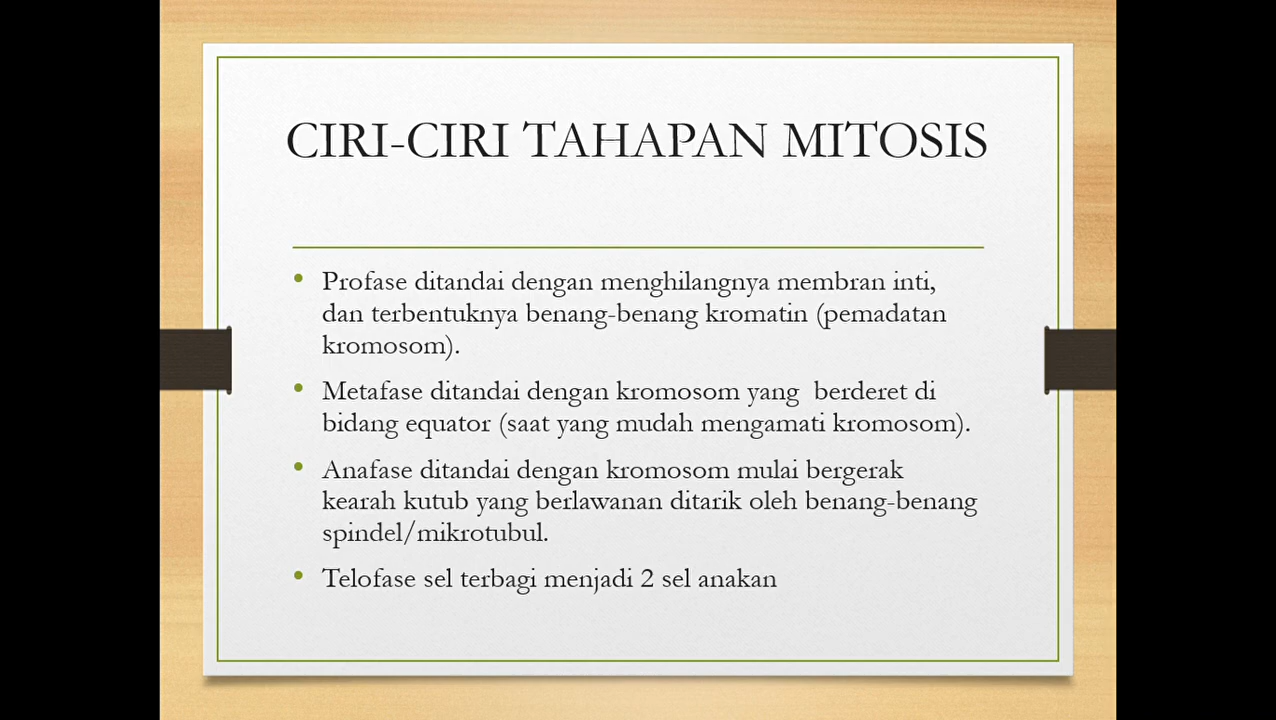 CIRI-CIRI TAHAPAN MITOSIS
• Profase ditandai dengan menghilangnya membran inti,
dan terbentuknya benang-benang kromatin (pemadatan
kromosom).
• Metafase ditandai dengan kromosom yang  berderet di
bidang equator (saat yang mudah mengamati kromosom).
• Anafase ditandai dengan kromosom mulai bergerak
kearah kutub yang berlawanan ditarik oleh benang-benang
spindel/mikrotubul.
• Telofase sel terbagi menjadi 2 sel anakan